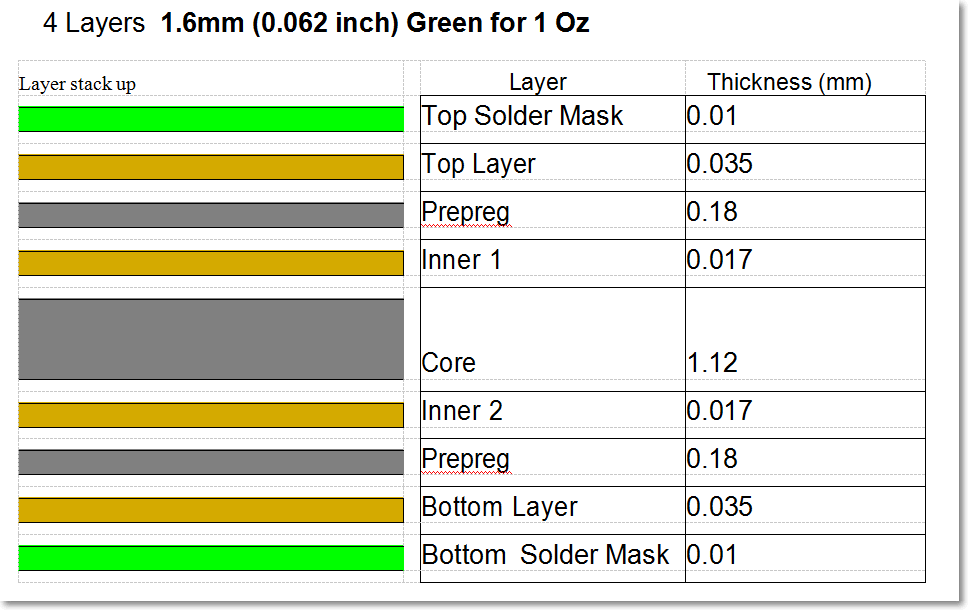 4 Layers 1.6mm (0.062 inch) Green for 1 Oz
Layer stack up Layer Thickness (mm)
Top Solder Mask 0.01
Top Layer 0.035
Prepreg 0.18
Inner 1 0.017
Core 1.12
Inner 2 0.017
Prepreg 0.18
Bottom Layer 0.035
Bottom Solder Mask 0.01